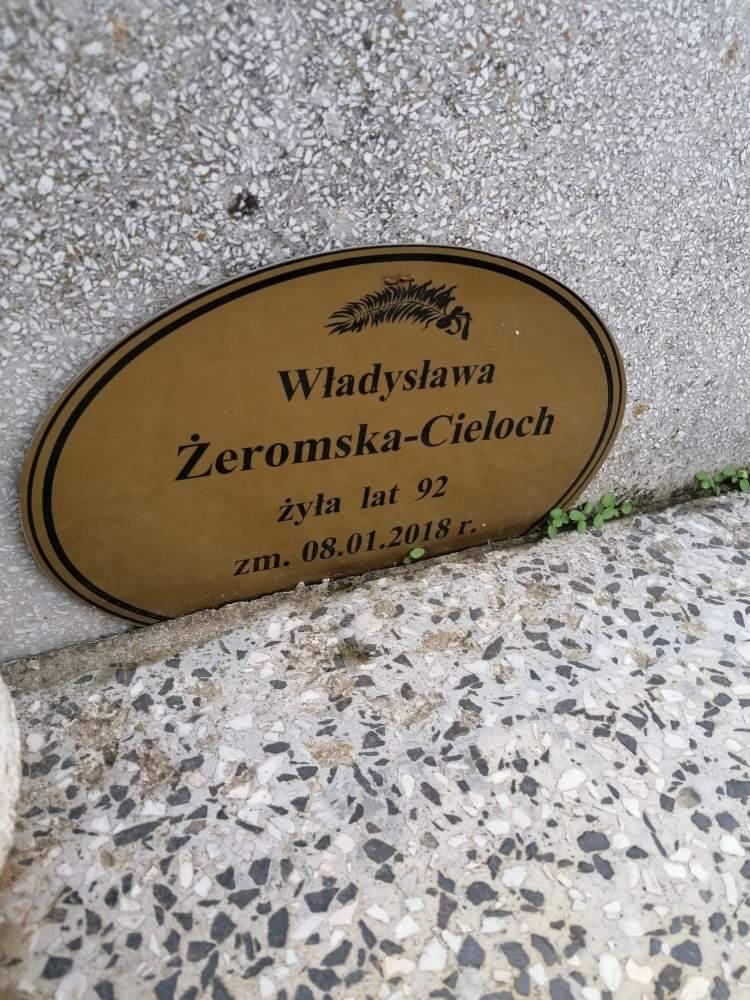 Władysława
Żeromska-Cieloch
żyła lat 92
zm. 08.01.2018 r.